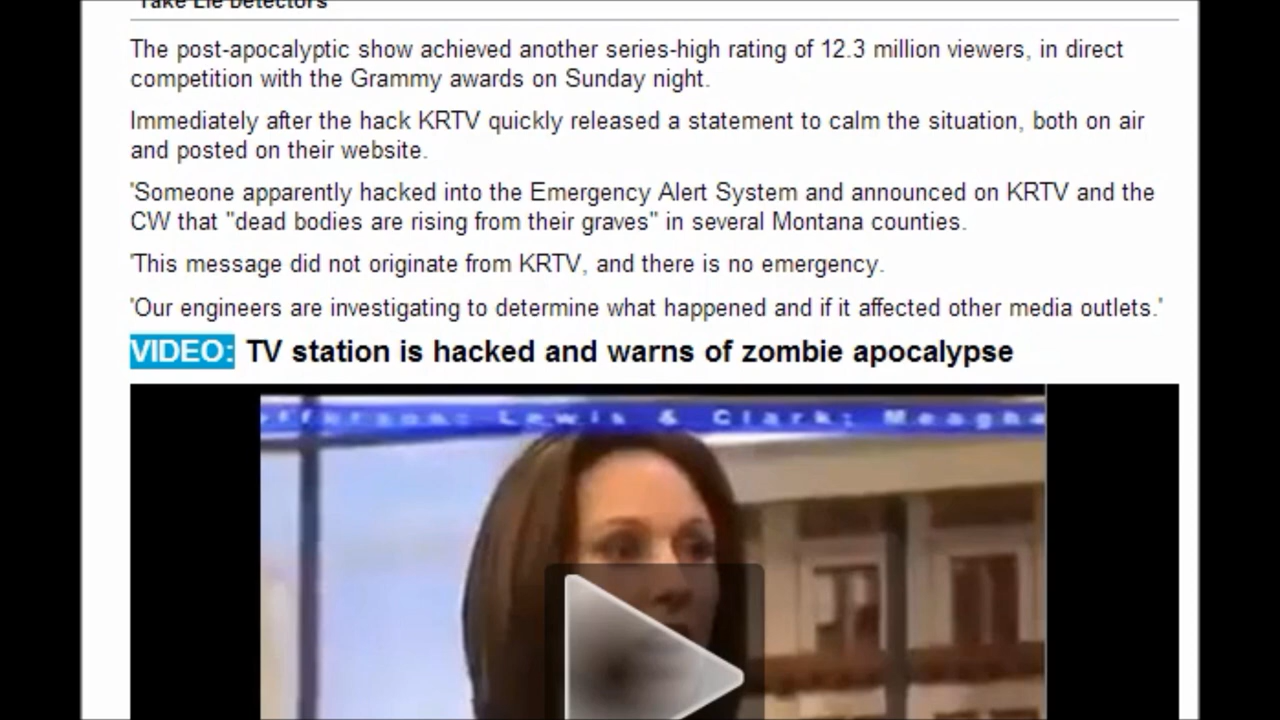 Take Lie Detectors
The post-apocalyptic show achieved another series-high rating of 12.3 million viewers, in direct
competition with the Grammy awards on Sunday night.
Immediately after the hack KRTV quickly released a statement to calm the situation, both on air
and posted on their website.
'Someone apparently hacked into the Emergency Alert System and announced on KRTV and the
CW that "dead bodies are rising from their graves" in several Montana counties.
'This message did not originate from KRTV, and there is no emergency.
'Our engineers are investigating to determine what happened and if it affected other media outlets.'
VIDEO: TV station is hacked and warns of zombie apocalypse
efferson: Lewis & Clark: Meagha